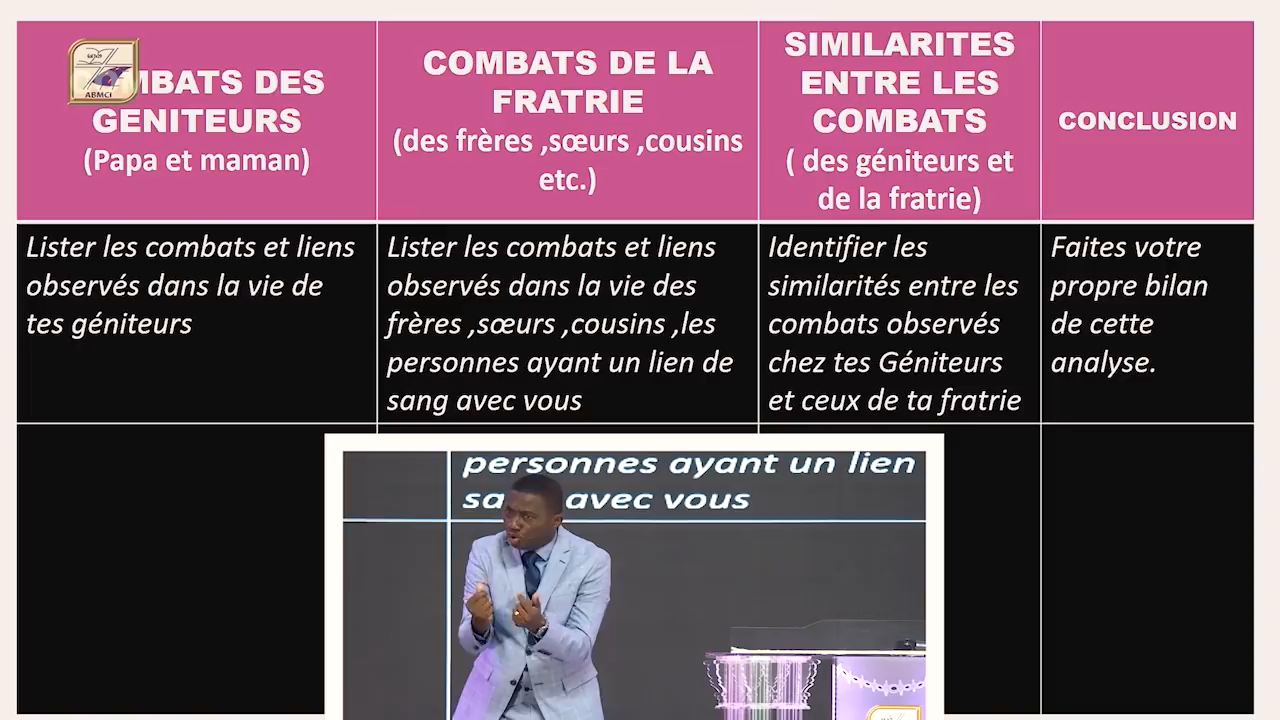 ABMCI
MBATS DES
GENITEURS
(Papa et maman)
COMBATS DE LA
FRATRIE
(des frères ,sœurs ,cousins
etc.)
SIMILARITES
ENTRE LES
COMBATS
( des géniteurs et
de la fratrie)
CONCLUSION
Lister les combats et liens
observés dans la vie de
tes géniteurs
Lister les combats et liens
observés dans la vie des
frères ,sœurs ,cousins ,les
personnes ayant un lien de
sang avec vous
Identifier les
similarités entre les
combats observés
chez tes Géniteurs
et ceux de ta fratrie
Faites votre
propre bilan
de cette
analyse.
personnes ayant un lien
sa avec vous